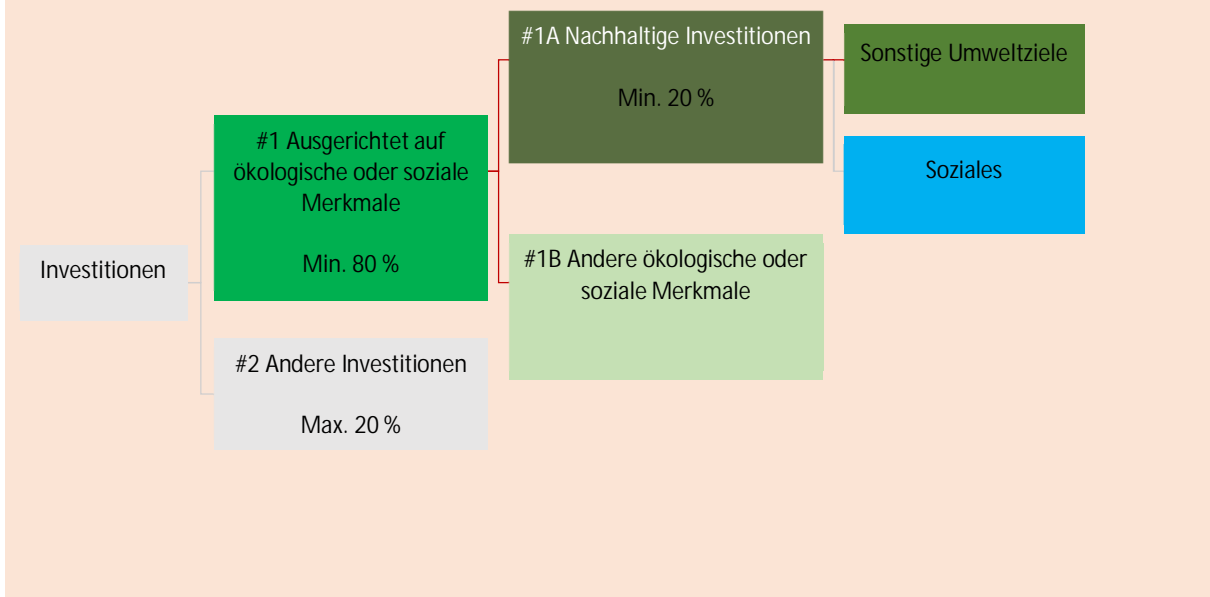 Investitionen
#1 Ausgerichtet auf
ökologische oder soziale
Merkmale
Min. 80 %
#2 Andere Investitionen
Max. 20 %
#1A Nachhaltige Investitionen
Min. 20 %
#1B Andere ökologische oder
soziale Merkmale
Sonstige Umweltziele
Soziales